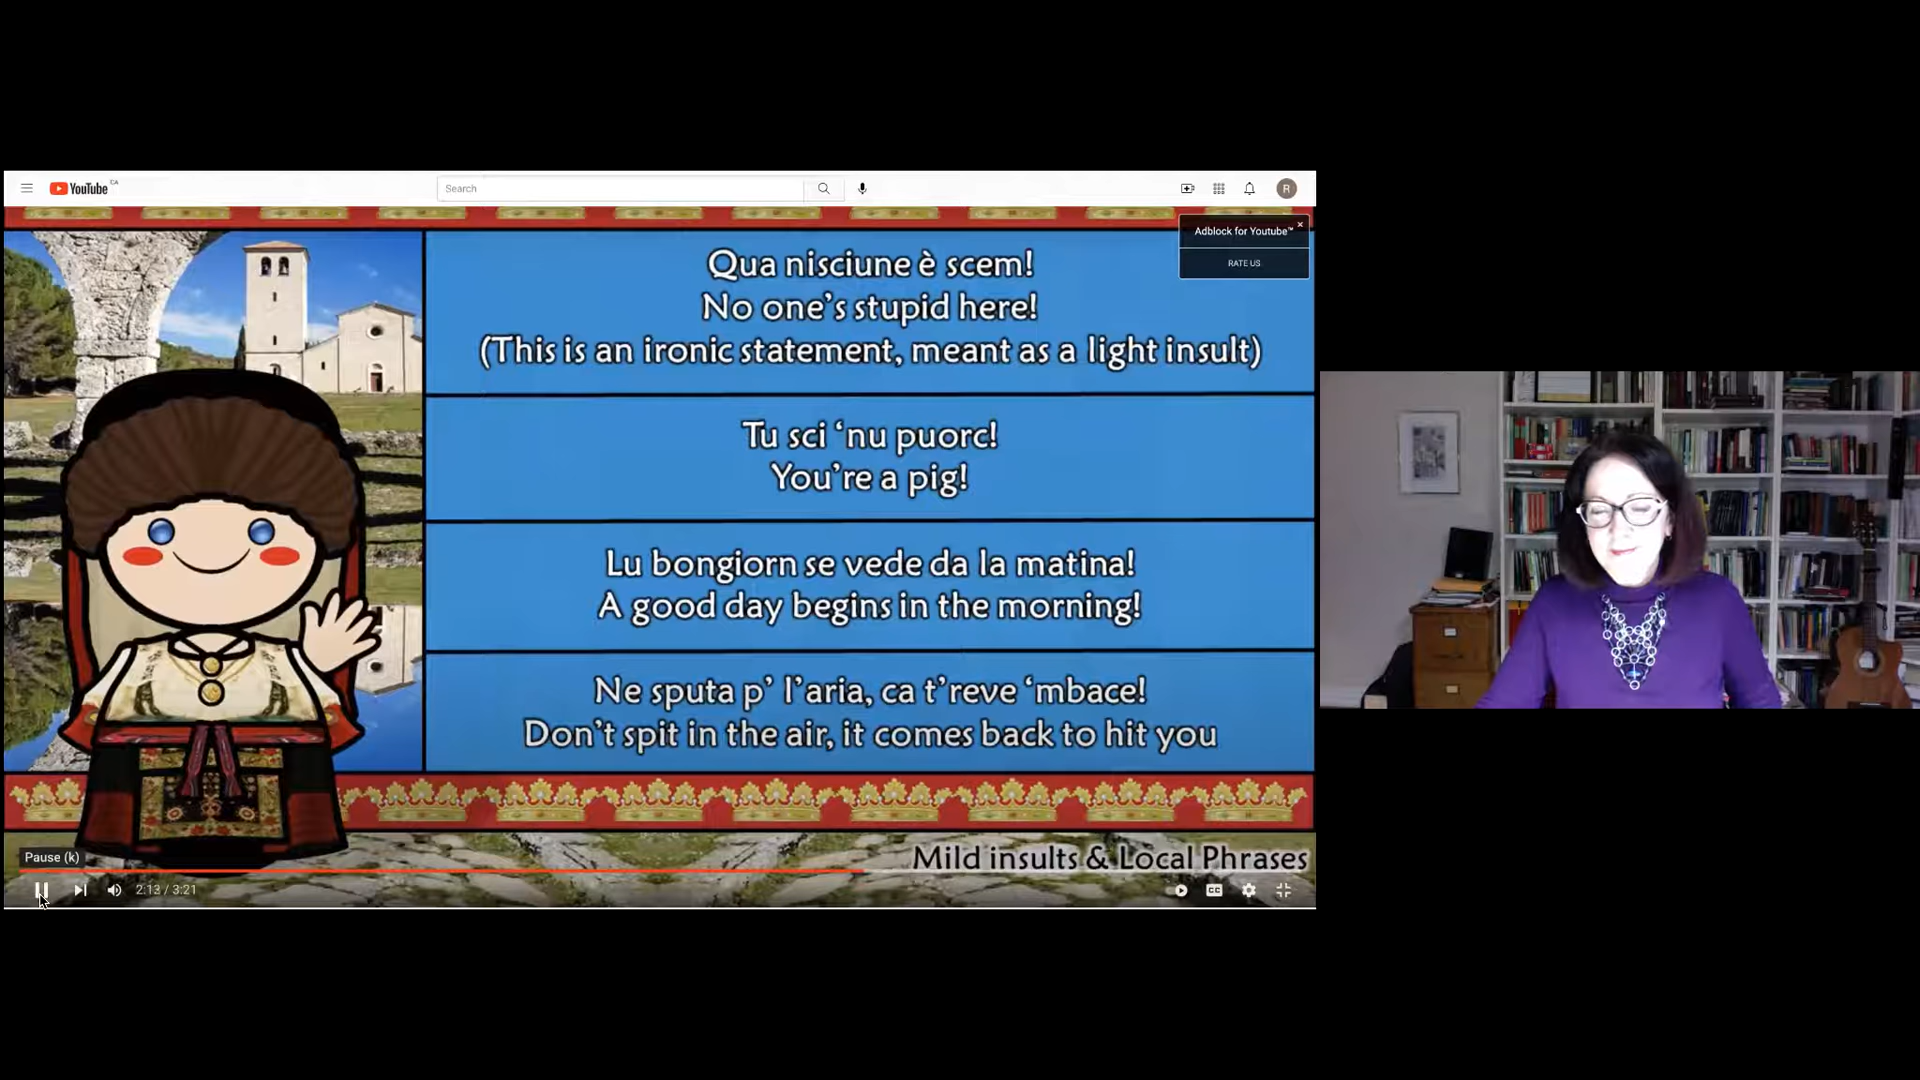 YouTube CA
Search
R
Adblock for Youtube™ ×
RATE US
Qua nisciune è scem!
No one's stupid here!
(This is an ironic statement, meant as a light insult)
Tu sci ‘nu puorc!
You're a pig!
Lu bongiorn se vede da la matina!
A good day begins in the morning!
Ne sputa p’ l’aria, ca t’reve ‘mbace!
Don't spit in the air, it comes back to hit you
Mild insults & Local Phrases
Pause (k)
2:13 / 3:21
CC